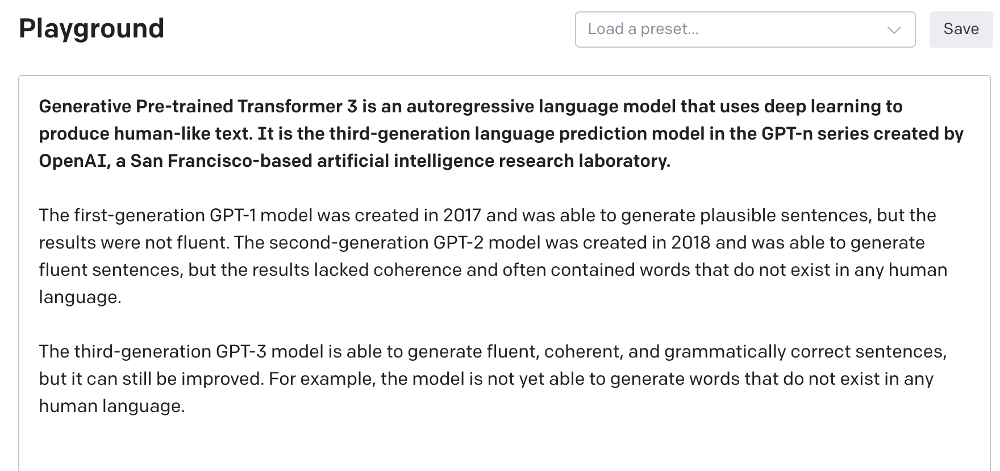 Playground
Load a preset...
Save
Generative Pre-trained Transformer 3 is an autoregressive language model that uses deep learning to
produce human-like text. It is the third-generation language prediction model in the GPT-n series created by
OpenAI, a San Francisco-based artificial intelligence research laboratory.
The first-generation GPT-1 model was created in 2017 and was able to generate plausible sentences, but the
results were not fluent. The second-generation GPT-2 model was created in 2018 and was able to generate
fluent sentences, but the results lacked coherence and often contained words that do not exist in any human
language.
The third-generation GPT-3 model is able to generate fluent, coherent, and grammatically correct sentences,
but it can still be improved. For example, the model is not yet able to generate words that do not exist in any
human language.